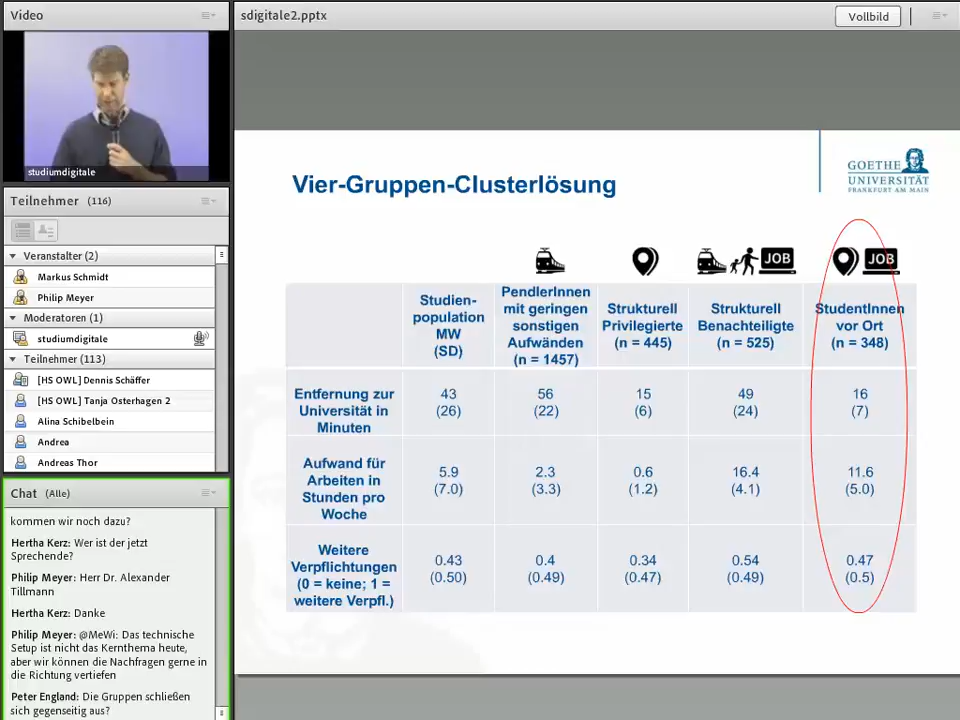 Video
studiumdigitale
Teilnehmer (116)
Veranstalter (2)
Markus Schmidt
Philip Meyer
Moderatoren (1)
studiumdigitale
Teilnehmer (113)
[HS OWL] Dennis Schäffer
[HS OWL] Tanja Osterhagen 2
Alina Schibelbein
Andrea
Andreas Thor
Chat (Alle)
kommen wir noch dazu?
Hertha Kerz: Wer ist der jetzt
Sprechende?
Philip Meyer: Herr Dr. Alexander
Tillmann
Hertha Kerz: Danke
Philip Meyer: @MeWi: Das technische
Setup ist nicht das Kernthema heute,
aber wir können die Nachfragen gerne in
die Richtung vertiefen
Peter England: Die Gruppen schließen
sich gegenseitig aus?
sdigitale2.pptx
Vollbild
GOETHE
UNIVERSITÄT
FRANKFURT AM MAIN
Vier-Gruppen-Clusterlösung
JOB
JOB
Studien-
population
MW
(SD)
PendlerInnen
mit geringen
sonstigen
Aufwänden
(n = 1457)
Strukturell
Privilegierte
(n = 445)
Strukturell
Benachteiligte
(n = 525)
StudentInnen
vor Ort
(n = 348)
Entfernung zur
Universität in
Minuten
43
(26)
56
(22)
15
(6)
49
(24)
16
(7)
Aufwand für
Arbeiten in
Stunden pro
Woche
5.9
(7.0)
2.3
(3.3)
0.6
(1.2)
16.4
(4.1)
11.6
(5.0)
Weitere
Verpflichtungen
(0 = keine; 1 =
weitere Verpfl.)
0.43
(0.50)
0.4
(0.49)
0.34
(0.47)
0.54
(0.49)
0.47
(0.5)